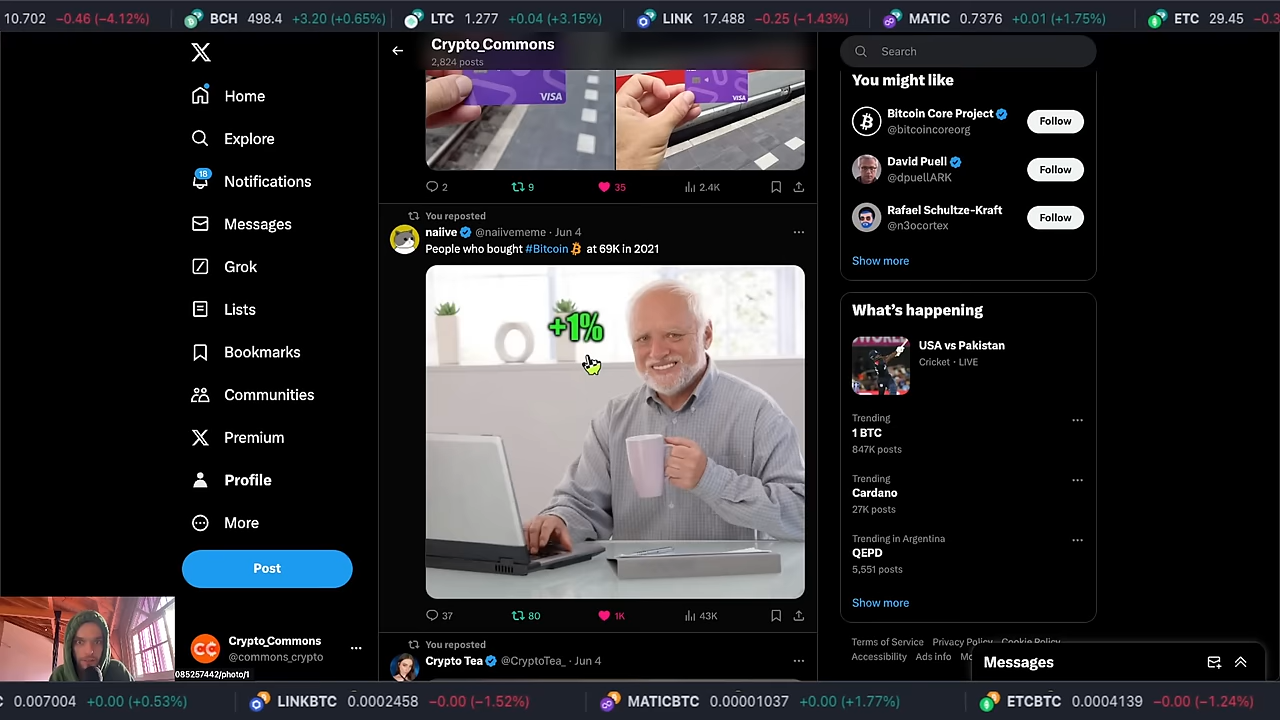 10.702 −0.46 (−4.12%) BCH 498.4 +3.20 (+0.65%) LTC 1.277 +0.04 (+3.15%) LINK 17.488 −0.25 (−1.43%) MATIC 0.7376 +0.01 (+1.75%) ETC 29.45
Crypto_Commons
2,824 posts
Home
Explore
18
Notifications
Messages
Grok
Lists
Bookmarks
Communities
Premium
Profile
More
Post
Crypto_Commons
@commons_crypto
085257442/photo/1
VISA
VISA
2 9 35 2.4K
You reposted
naiive @naiivememe · Jun 4
People who bought #Bitcoin at 69K in 2021
+1%
37 80 1K 43K
You reposted
Crypto Tea @CryptoTea_ · Jun 4
Search
You might like
Bitcoin Core Project
@bitcoincoreorg
Follow
David Puell
@dpuellARK
Follow
Rafael Schultze-Kraft
@n3ocortex
Follow
Show more
What's happening
USA vs Pakistan
Cricket · LIVE
Trending
1 BTC
847K posts
Trending
Cardano
27K posts
Trending in Argentina
QEPD
5,551 posts
Show more
Terms of Service Privacy Policy Cookie Policy
Accessibility Ads info
Messages
0.007004 +0.00 (+0.53%) LINKBTC 0.0002458 −0.00 (−1.52%) MATICBTC 0.00001037 +0.00 (+1.77%) ETCBTC 0.0004139 −0.00 (−1.24%)